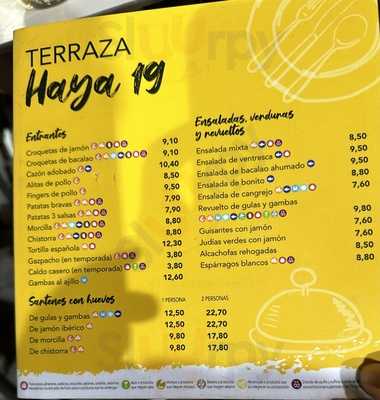 TERRAZA
Haya 19
Entrantes
Croquetas de jamón 9,10
Croquetas de bacalao 9,10
Cazón adobado 10,40
Alitas de pollo 8,50
Fingers de pollo 9,50
Patatas bravas 7,90
Patatas 3 salsas 7,90
Morcilla 8,80
Chistorra 8,80
Tortilla española 12,30
Gazpacho (en temporada) 3,80
Caldo casero (en temporada) 3,80
Gambas al ajillo 12,60
Sartenes con huevos 1 PERSONA 2 PERSONAS
De gulas y gambas 12,50 22,70
De jamón ibérico 12,50 22,70
De morcilla 9,80 17,80
De chistorra 9,80 17,80
Ensaladas, verduras
y revueltos
Ensalada mixta 8,50
Ensalada de ventresca 9,50
Ensalada de bacalao ahumado 9,50
Ensalada de bonito 8,80
Ensalada de cangrejo 7,60
Revuelto de gulas y gambas
9,80
Guisantes con jamón 7,60
Judías verdes con jamón 7,60
Alcachofas rehogadas 8,50
Espárragos blancos 8,80